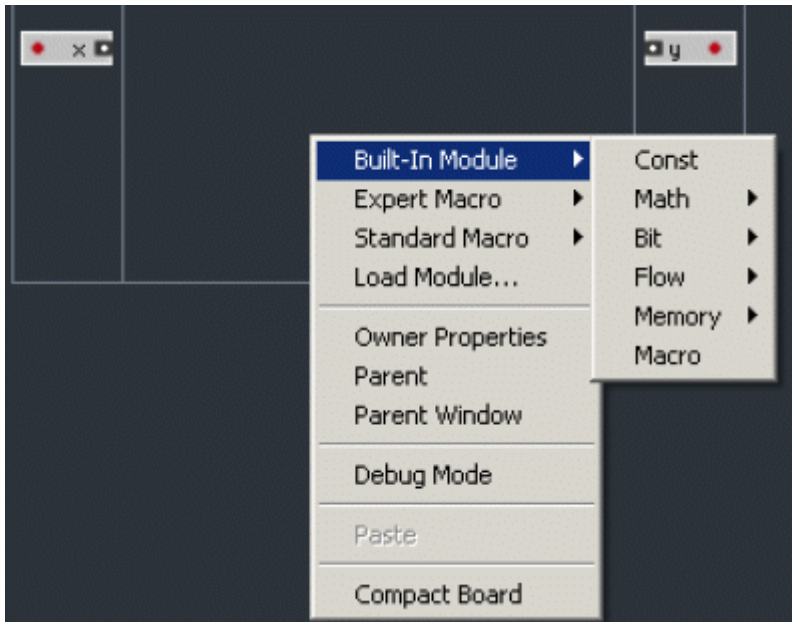 x
y
Built-In Module
Expert Macro
Standard Macro
Load Module...
Owner Properties
Parent
Parent Window
Debug Mode
Paste
Compact Board
Const
Math
Bit
Flow
Memory
Macro